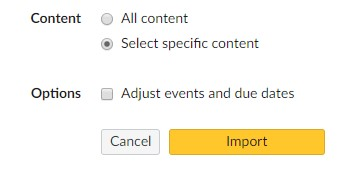 Content All content
Select specific content
Options Adjust events and due dates
Cancel Import